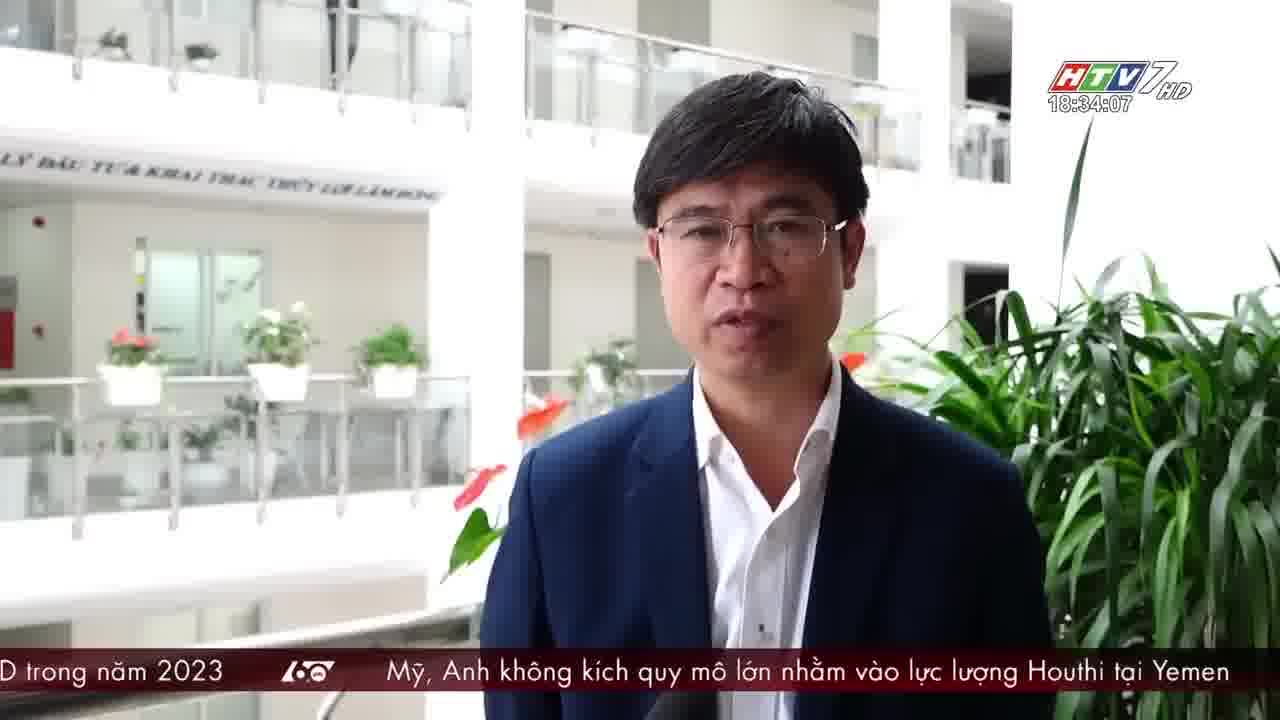 HTV7 HD
18:34:07
LÝ ĐẦU TƯ & KHAI THÁC THỦY LỢI LÂM ĐỒNG
D trong năm 2023 60 Mỹ, Anh không kích quy mô lớn nhằm vào lực lượng Houthi tại Yemen